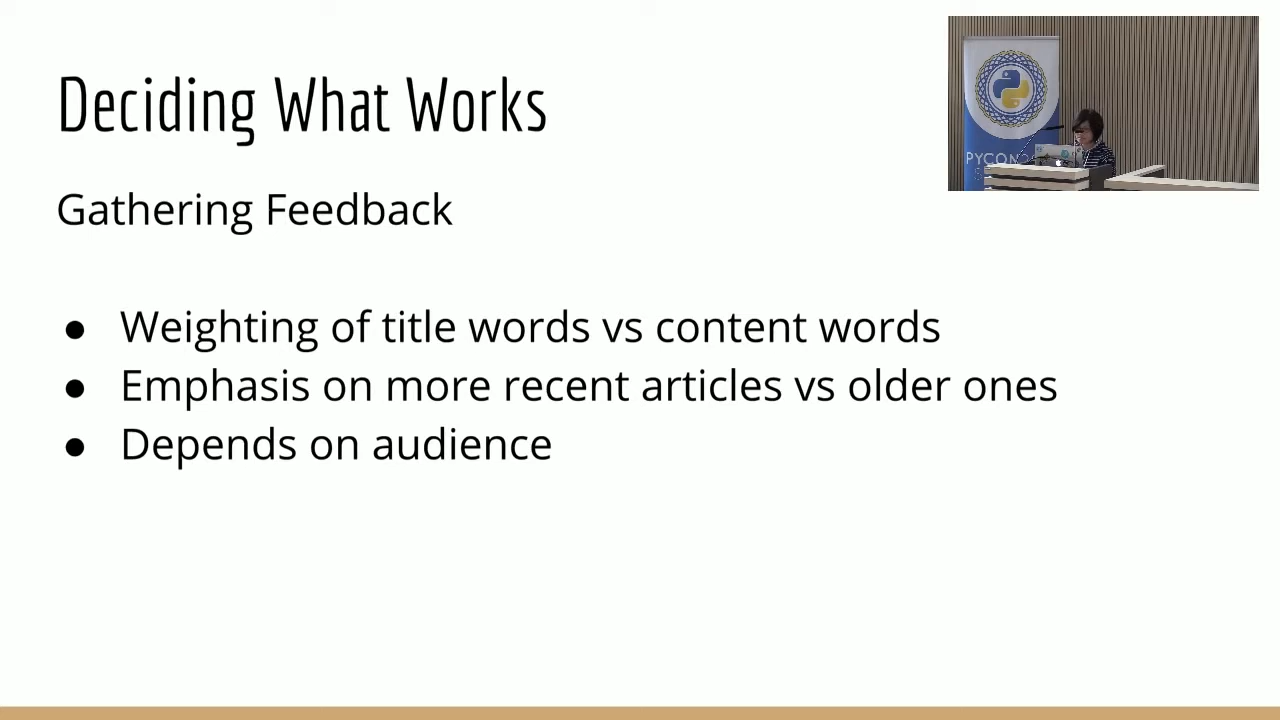 Deciding What Works
Gathering Feedback
● Weighting of title words vs content words
● Emphasis on more recent articles vs older ones
● Depends on audience